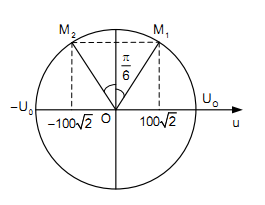 M₂ M₁
π/6
−U₀ O U₀
−100√2 100√2 u